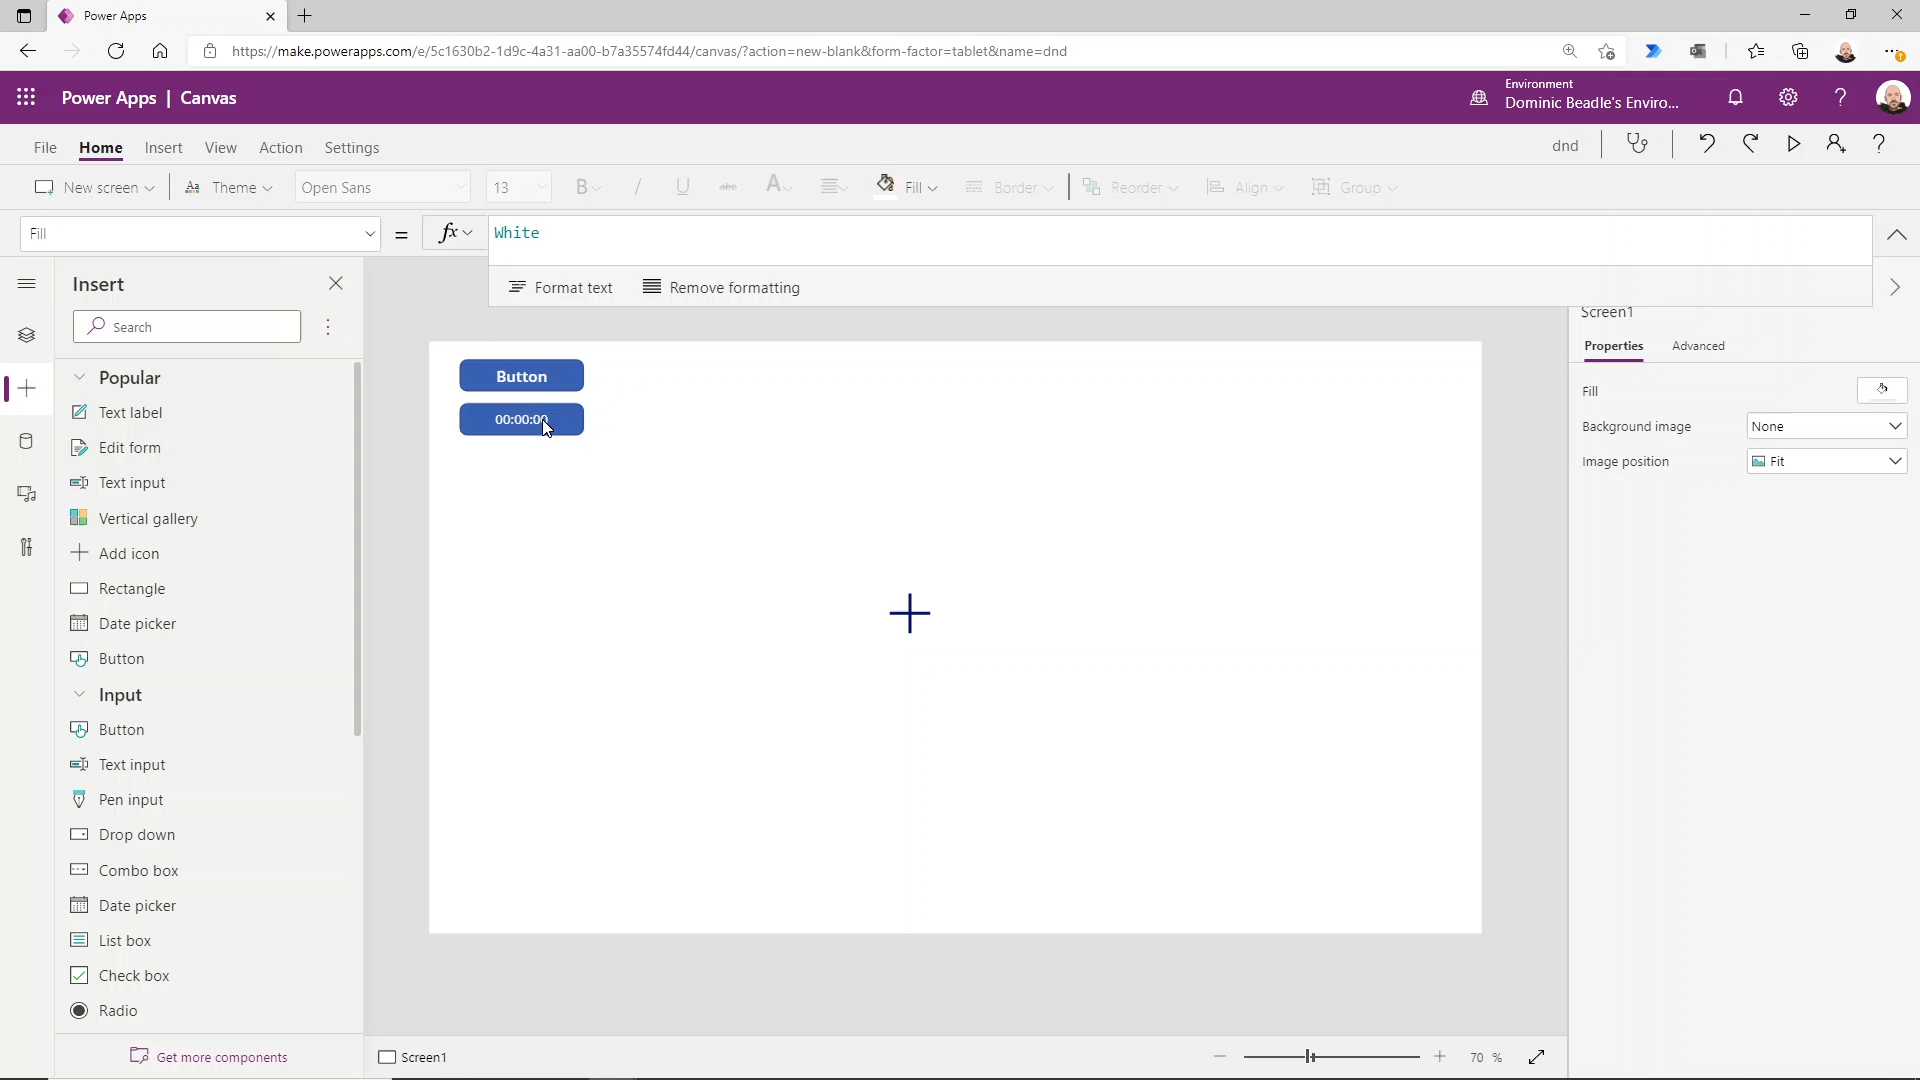 Power Apps
https://make.powerapps.com/e/5c1630b2-1d9c-4a31-aa00-b7a35574fd44/canvas/?action=new-blank&form-factor=tablet&name=dnd
Power Apps | Canvas
Environment
Dominic Beadle's Enviro...
File Home Insert View Action Settings
dnd
New screen Theme Open Sans 13 B / U abc A Fill Border Reorder Align Group
Fill = fx White
Format text Remove formatting
Insert
Search
Popular
Text label
Edit form
Text input
Vertical gallery
Add icon
Rectangle
Date picker
Button
Input
Button
Text input
Pen input
Drop down
Combo box
Date picker
List box
Check box
Radio
Get more components
Button
00:00:00
Screen1
Properties Advanced
Fill
Background image None
Image position Fit
Screen1
70 %